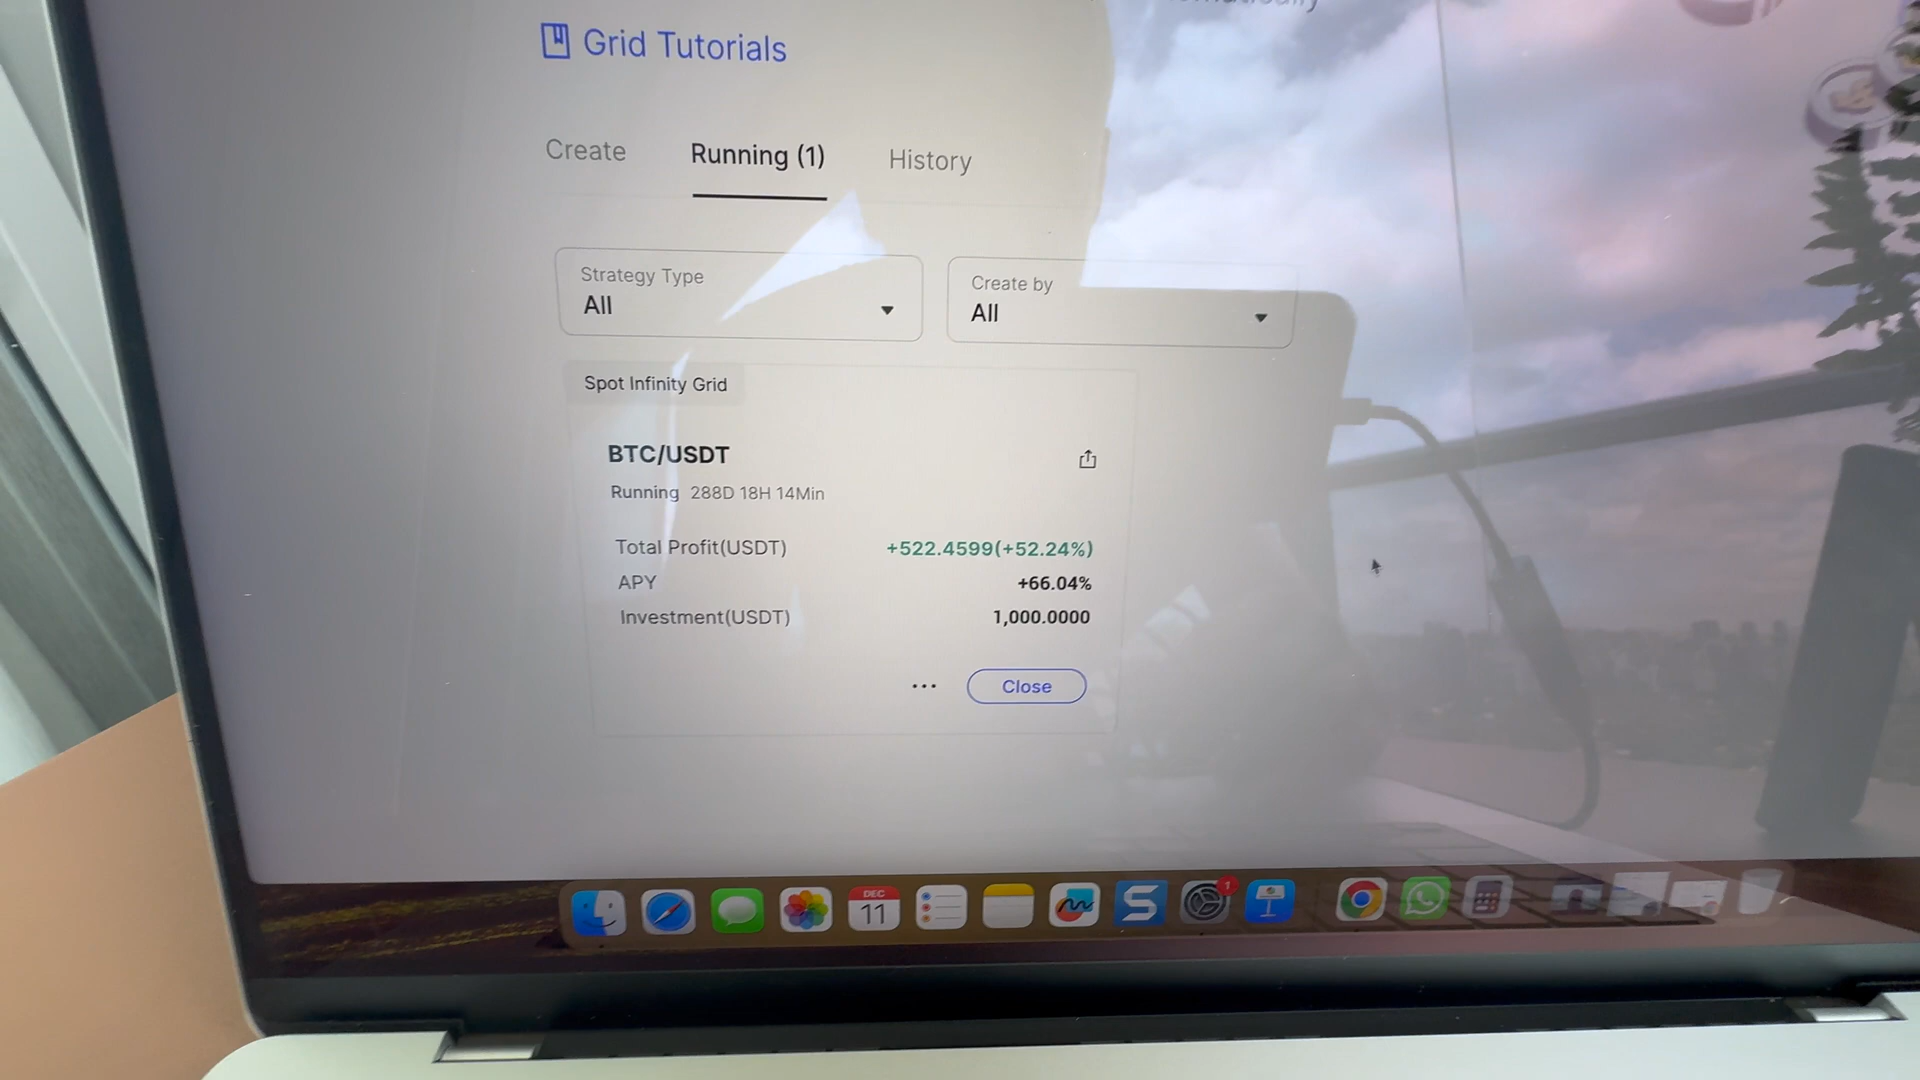 Grid Tutorials
Create Running (1) History
Strategy Type
All
Create by
All
Spot Infinity Grid
BTC/USDT
Running 288D 18H 14Min
Total Profit(USDT) +522.4599(+52.24%)
APY +66.04%
Investment(USDT) 1,000.0000
Close
DEC
11
1